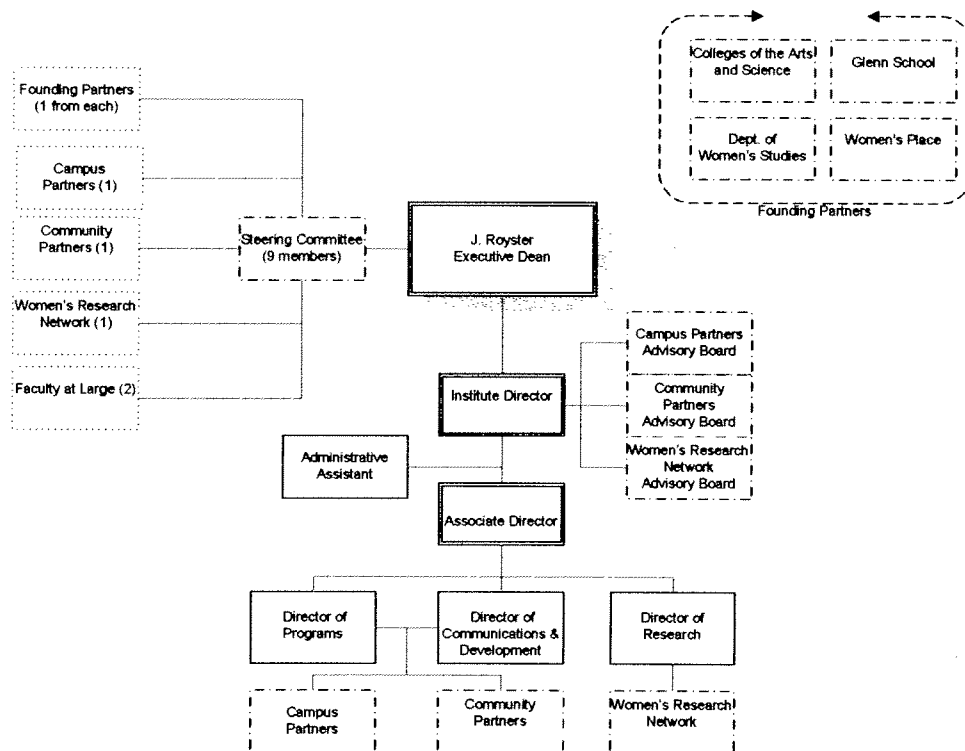 Colleges of the Arts
and Science
Glenn School
Dept. of
Women's Studies
Women's Place
Founding Partners
Founding Partners
(1 from each)
Campus
Partners (1)
Community
Partners (1)
Women's Research
Network (1)
Faculty at Large (2)
Steering Committee
(9 members)
J. Royster
Executive Dean
Campus Partners
Advisory Board
Community
Partners
Advisory Board
Women's Research
Network
Advisory Board
Institute Director
Administrative
Assistant
Associate Director
Director of
Programs
Director of
Communications &
Development
Director of
Research
Campus
Partners
Community
Partners
Women's Research
Network